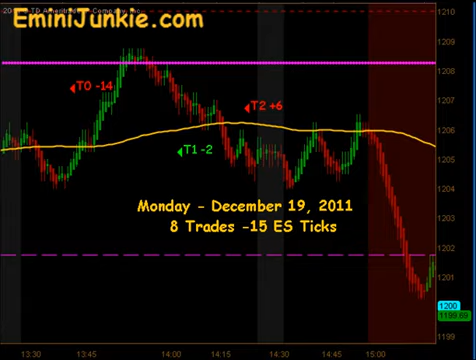 EminiJunkie.com
1210
1209
1208
T0 -14
1207
T2 +6
1206
T1 -2
1205
1204
Monday - December 19, 2011
1203
8 Trades -15 ES Ticks
1202
1201
1200
1199
13:30 13:45 14:00 14:15 14:30 14:45 15:00